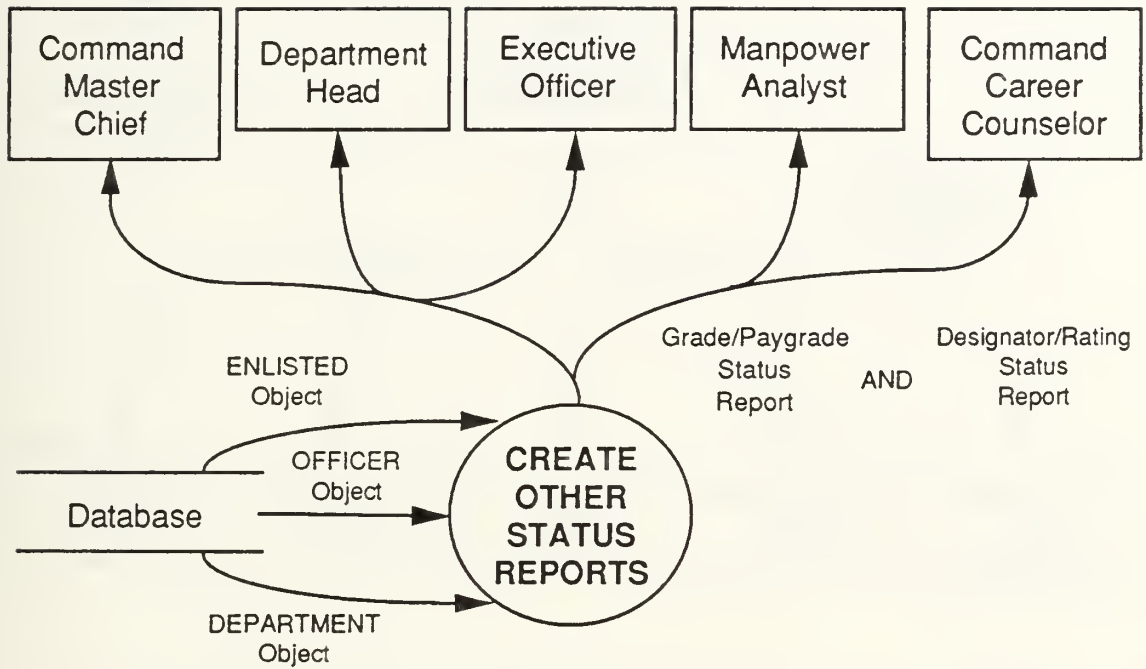 Command
Master
Chief
Department
Head
Executive
Officer
Manpower
Analyst
Command
Career
Counselor
Grade/Paygrade
Status
Report
AND
Designator/Rating
Status
Report
ENLISTED
Object
OFFICER
Object
Database
DEPARTMENT
Object
CREATE
OTHER
STATUS
REPORTS